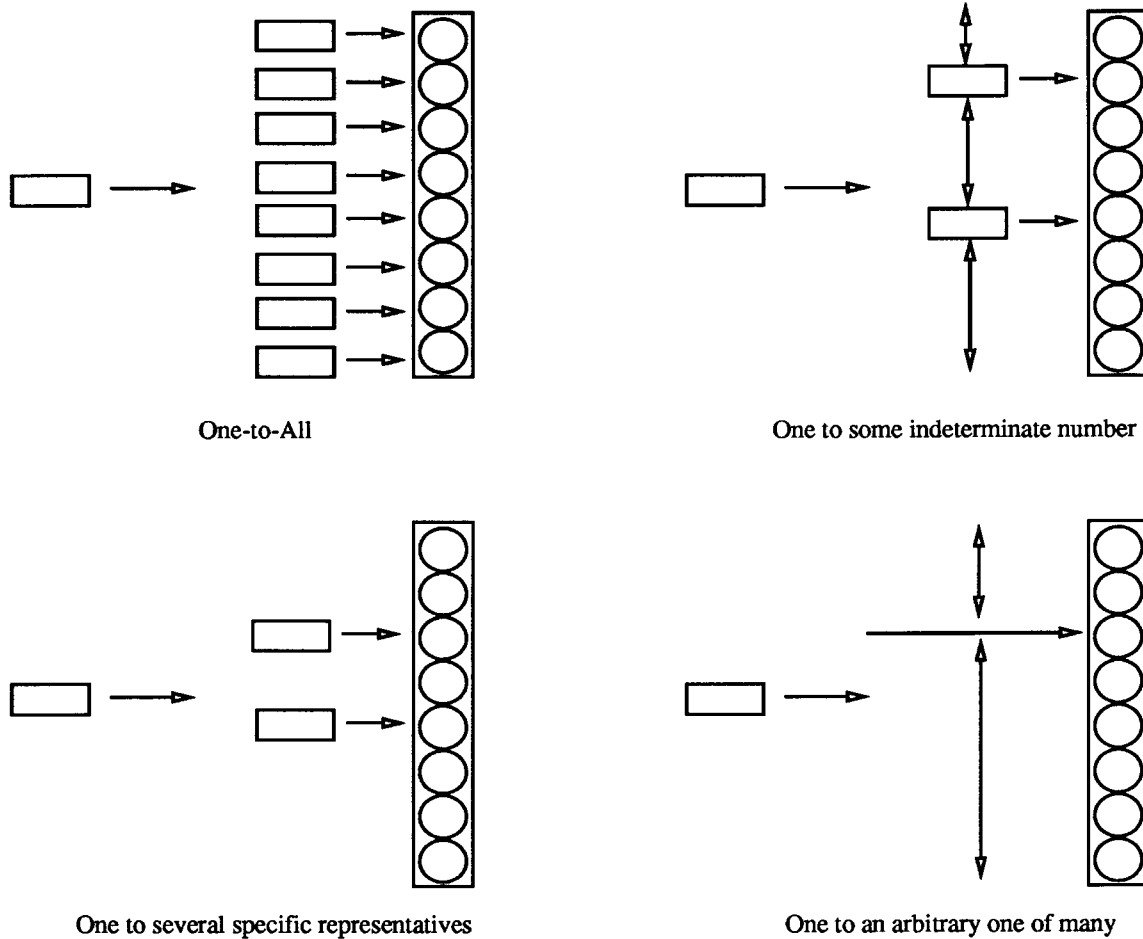 One-to-All
One to some indeterminate number
One to several specific representatives
One to an arbitrary one of many